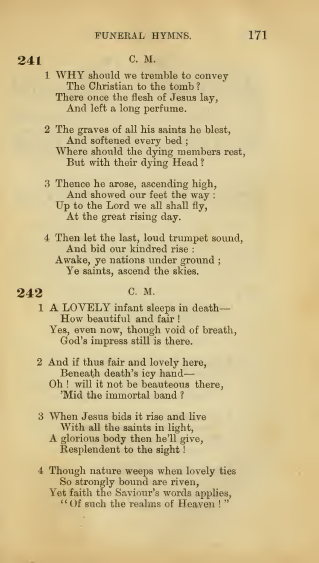 FUNERAL HYMNS. 171
241 C. M.
1 WHY should we tremble to convey
The Christian to the tomb?
There once the flesh of Jesus lay,
And left a long perfume.
2 The graves of all his saints he blest,
And softened every bed;
Where should the dying members rest,
But with their dying Head?
3 Thence he arose, ascending high,
And showed our feet the way:
Up to the Lord we all shall fly,
At the great rising day.
4 Then let the last, loud trumpet sound,
And bid our kindred rise:
Awake, ye nations under ground;
Ye saints, ascend the skies.
242 C. M.
1 A LOVELY infant sleeps in death—
How beautiful and fair!
Yes, even now, though void of breath,
God's impress still is there.
2 And if thus fair and lovely here,
Beneath death's icy hand—
Oh! will it not be beauteous there,
'Mid the immortal band?
3 When Jesus bids it rise and live
With all the saints in light,
A glorious body then he'll give,
Resplendent to the sight!
4 Though nature weeps when lovely ties
So strongly bound are riven,
Yet faith the Saviour's words applies,
"Of such the realms of Heaven!"